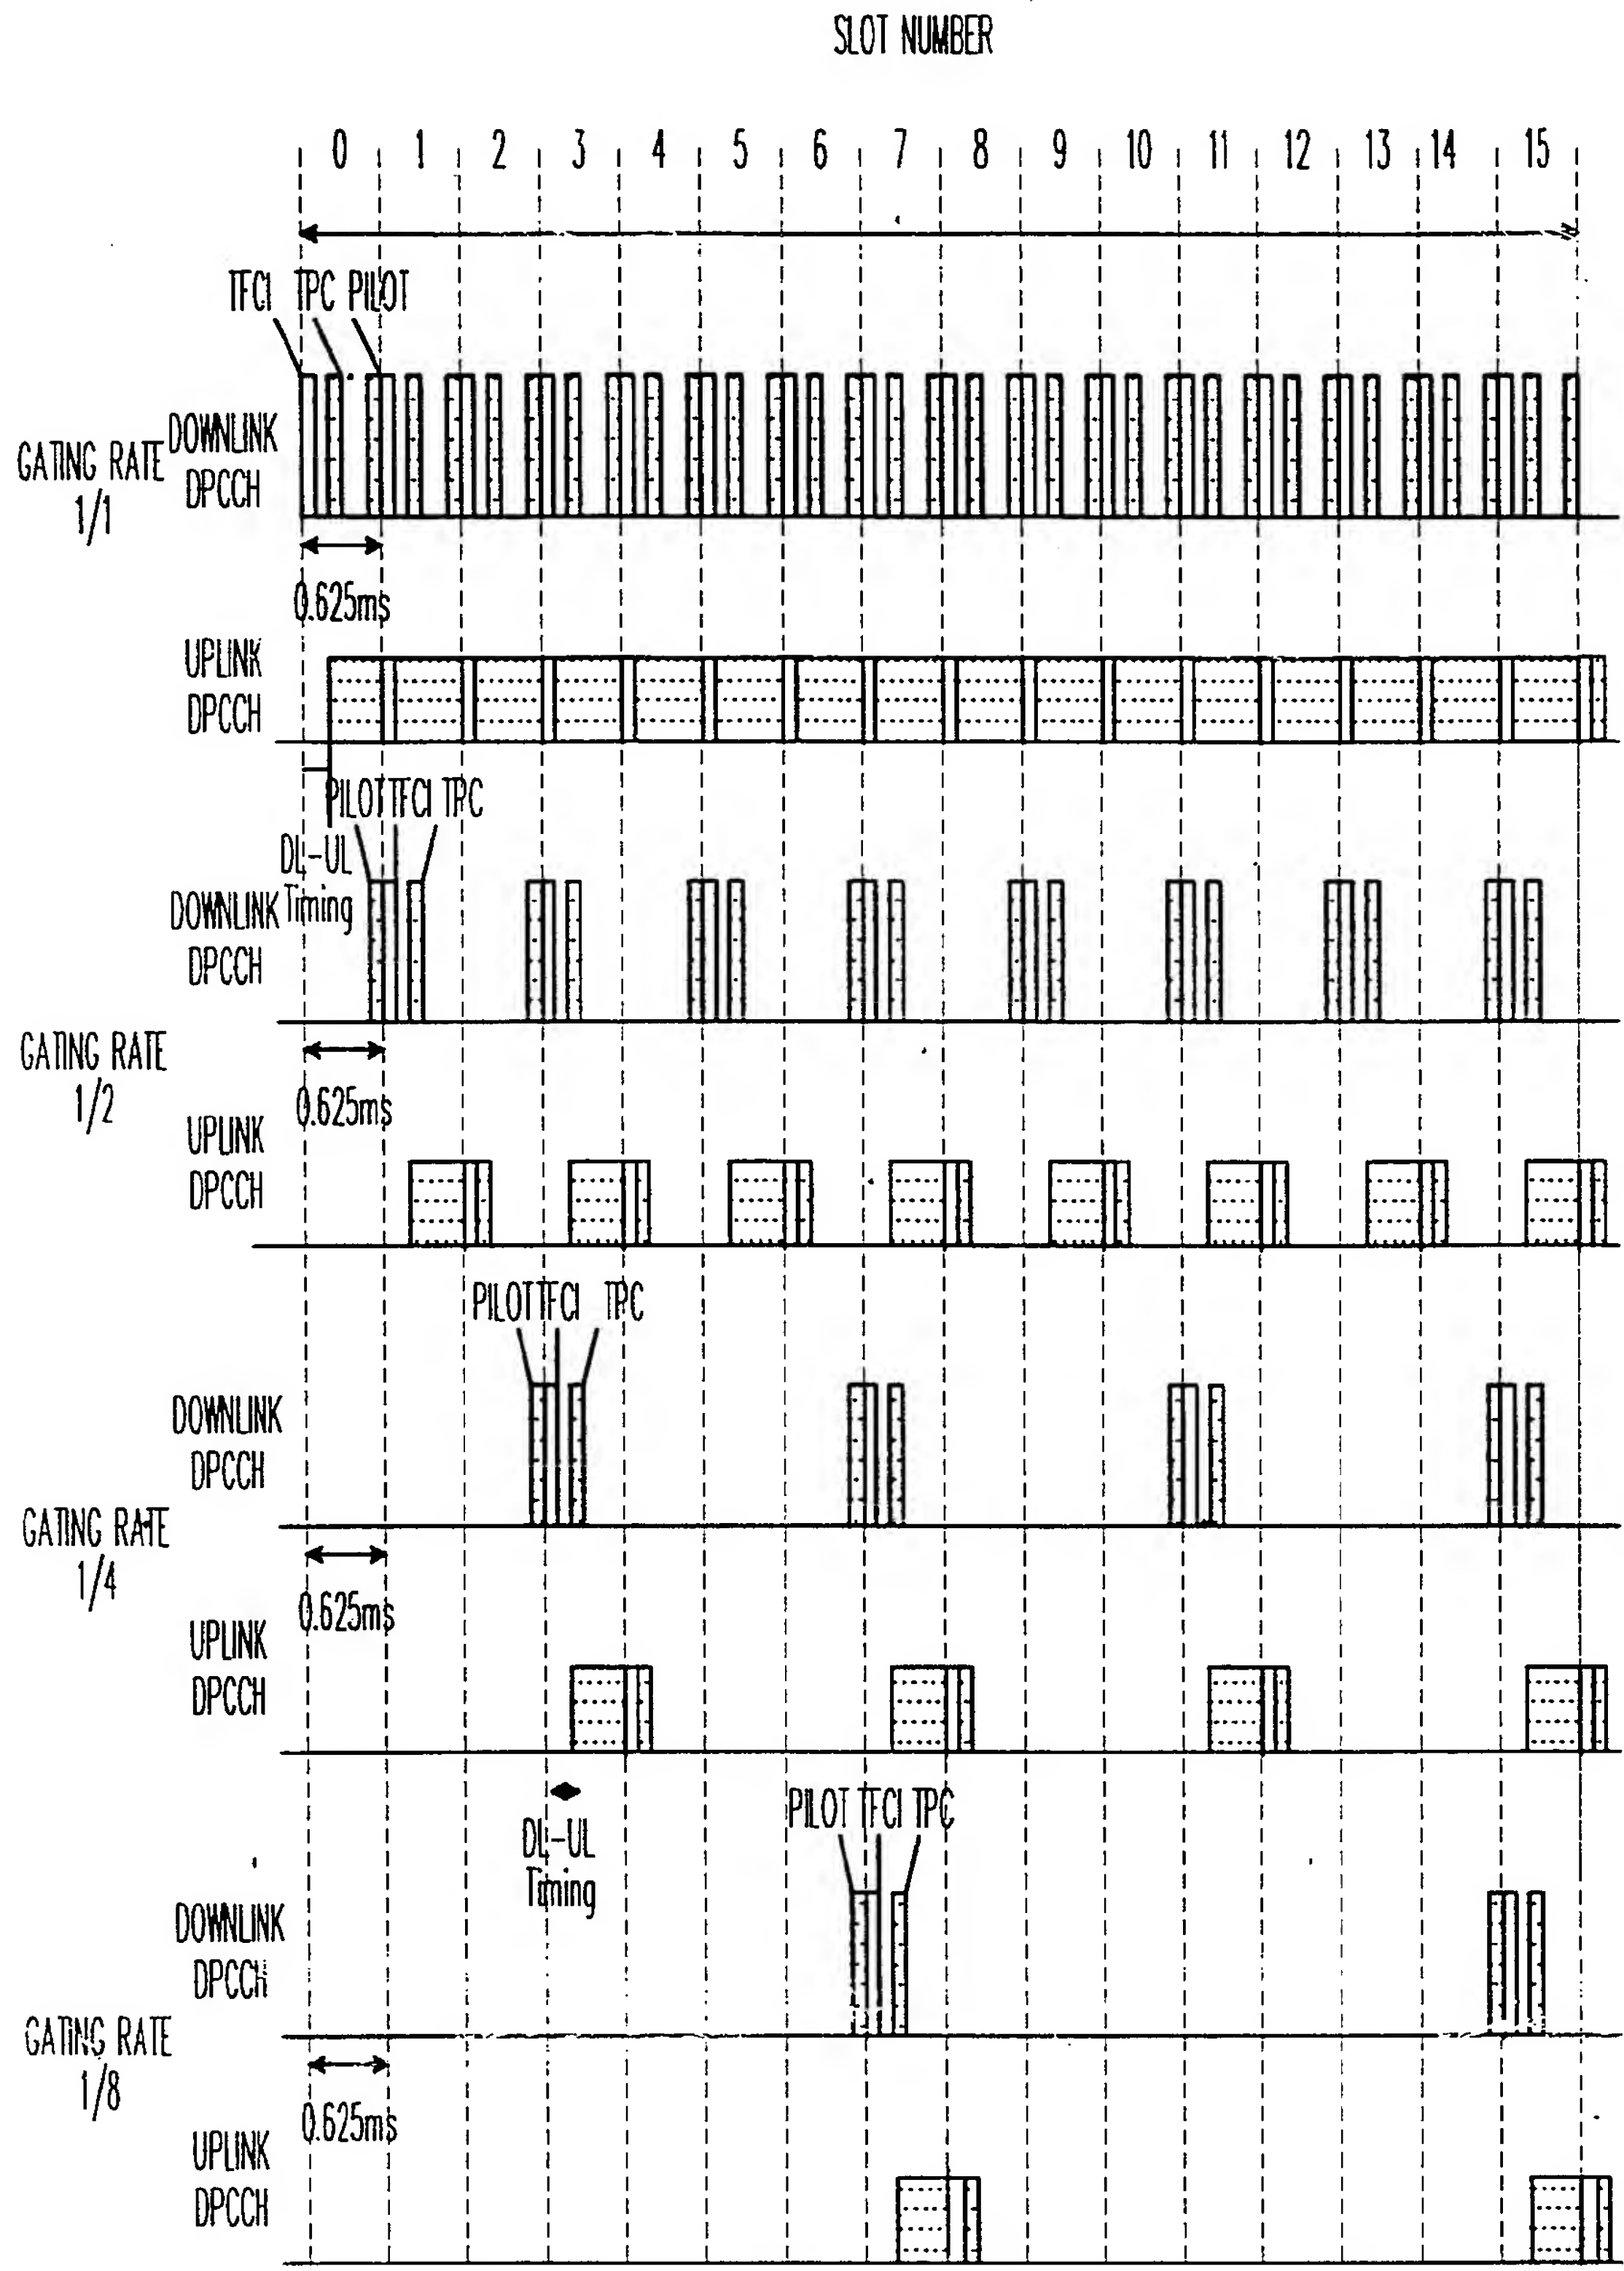 SLOT NUMBER
0 1 2 3 4 5 6 7 8 9 10 11 12 13 14 15
TFCI TPC PILOT
GATING RATE
1/1
DOWNLINK
DPCCH
0.625ms
UPLINK
DPCCH
PILOT TFCI TPC
DL-UL
Timing
DOWNLINK
DPCCH
GATING RATE
1/2
0.625ms
UPLINK
DPCCH
PILOT TFCI TPC
DOWNLINK
DPCCH
GATING RATE
1/4
0.625ms
UPLINK
DPCCH
DL-UL
Timing
PILOT TFCI TPC
DOWNLINK
DPCCH
GATING RATE
1/8
0.625ms
UPLINK
DPCCH